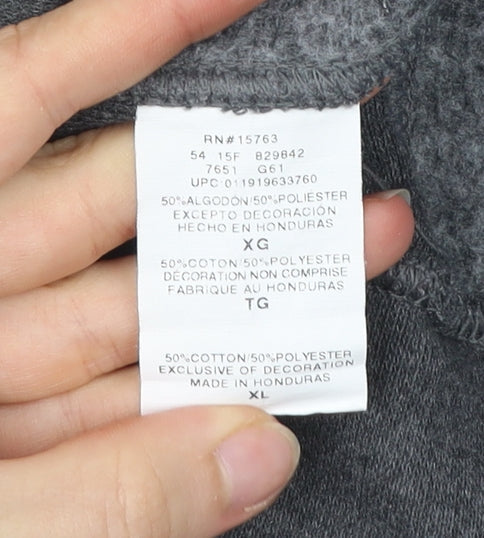 RN#15763
54 15F B29842
7651 G61
UPC:011919633760
50%ALGODÓN/50%POLIÉSTER
EXCEPTO DECORACIÓN
HECHO EN HONDURAS
XG
50%COTON/50%POLYESTER
DÉCORATION NON COMPRISE
FABRIQUE AU HONDURAS
TG
50%COTTON/50%POLYESTER
EXCLUSIVE OF DECORATION
MADE IN HONDURAS
XL